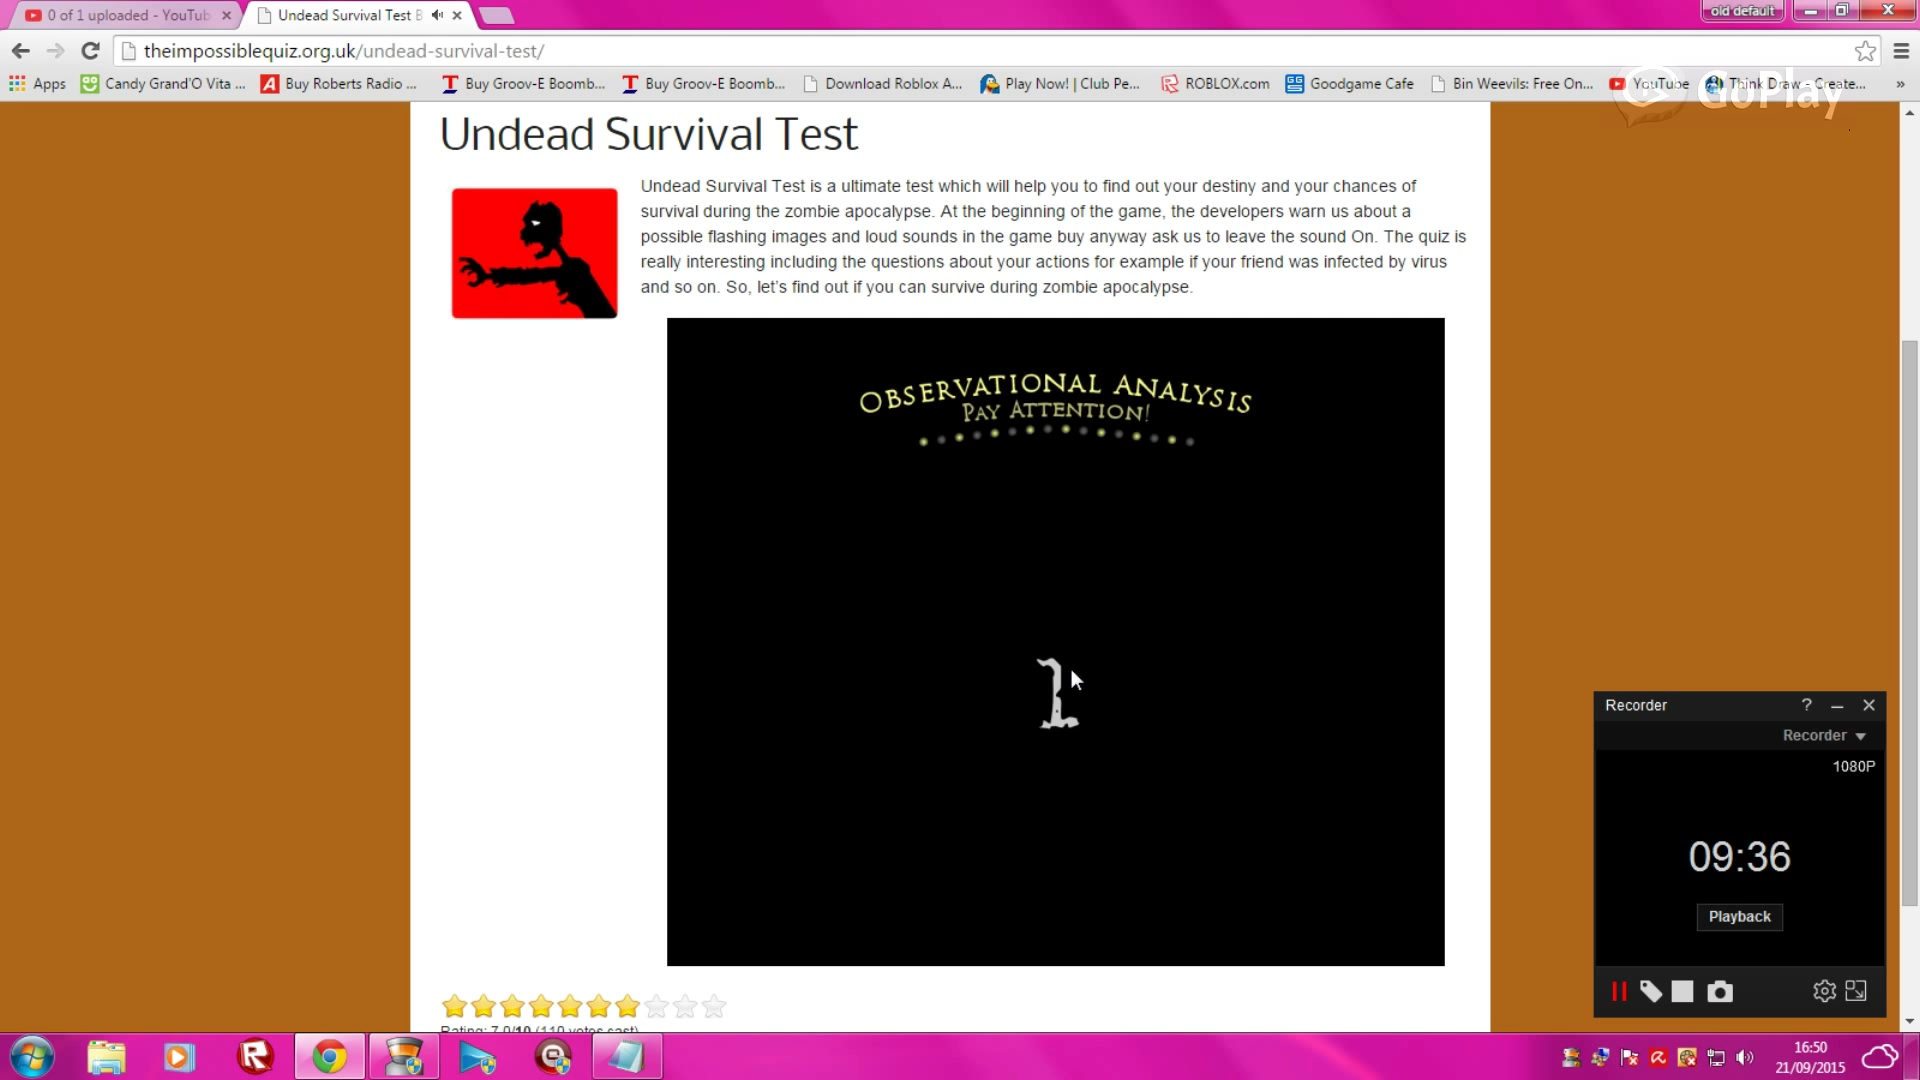 0 of 1 uploaded - YouTub
Undead Survival Test B
old default
theimpossiblequiz.org.uk/undead-survival-test/
Apps
Candy Grand'O Vita ...
Buy Roberts Radio ...
Buy Groov-E Boomb...
Buy Groov-E Boomb...
Download Roblox A...
Play Now! | Club Pe...
ROBLOX.com
Goodgame Cafe
Bin Weevils: Free On...
YouTube
Think Draw - Create...
»
GoPlay
Undead Survival Test
Undead Survival Test is a ultimate test which will help you to find out your destiny and your chances of
survival during the zombie apocalypse. At the beginning of the game, the developers warn us about a
possible flashing images and loud sounds in the game buy anyway ask us to leave the sound On. The quiz is
really interesting including the questions about your actions for example if your friend was infected by virus
and so on. So, let's find out if you can survive during zombie apocalypse.
OBSERVATIONAL ANALYSIS
PAY ATTENTION!
1
Recorder
?
Recorder
1080P
09:36
Playback
Rating: 7.0/10 (110 votes cast)
16:50
21/09/2015